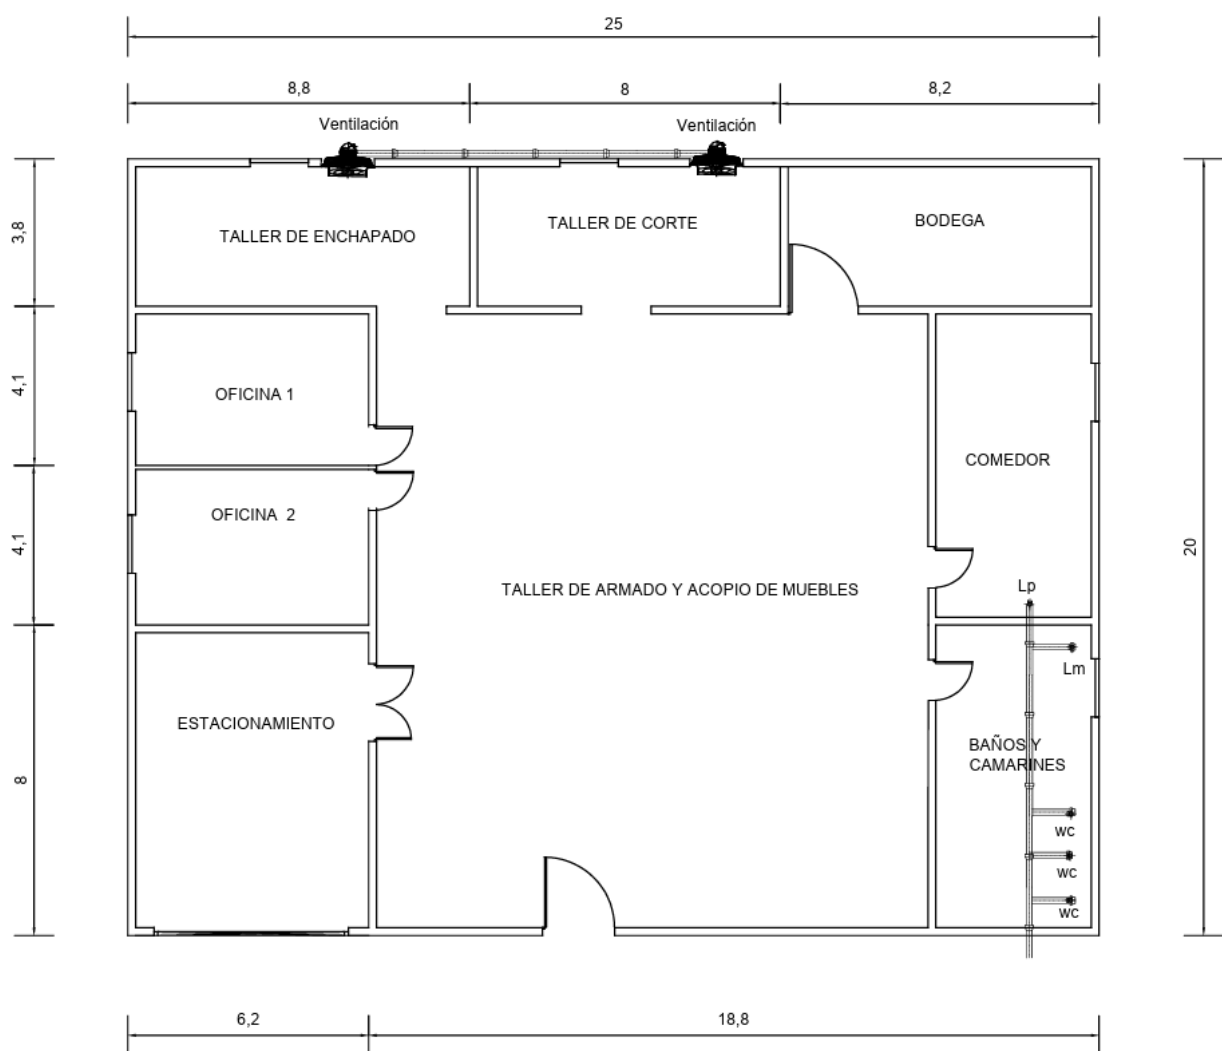 25
8,8
8
8,2
Ventilación
Ventilación
3,8
TALLER DE ENCHAPADO
TALLER DE CORTE
BODEGA
4,1
OFICINA 1
COMEDOR
4,1
OFICINA 2
20
TALLER DE ARMADO Y ACOPIO DE MUEBLES
Lp
Lm
8
ESTACIONAMIENTO
BAÑOS Y
CAMARINES
wc
wc
wc
6,2
18,8